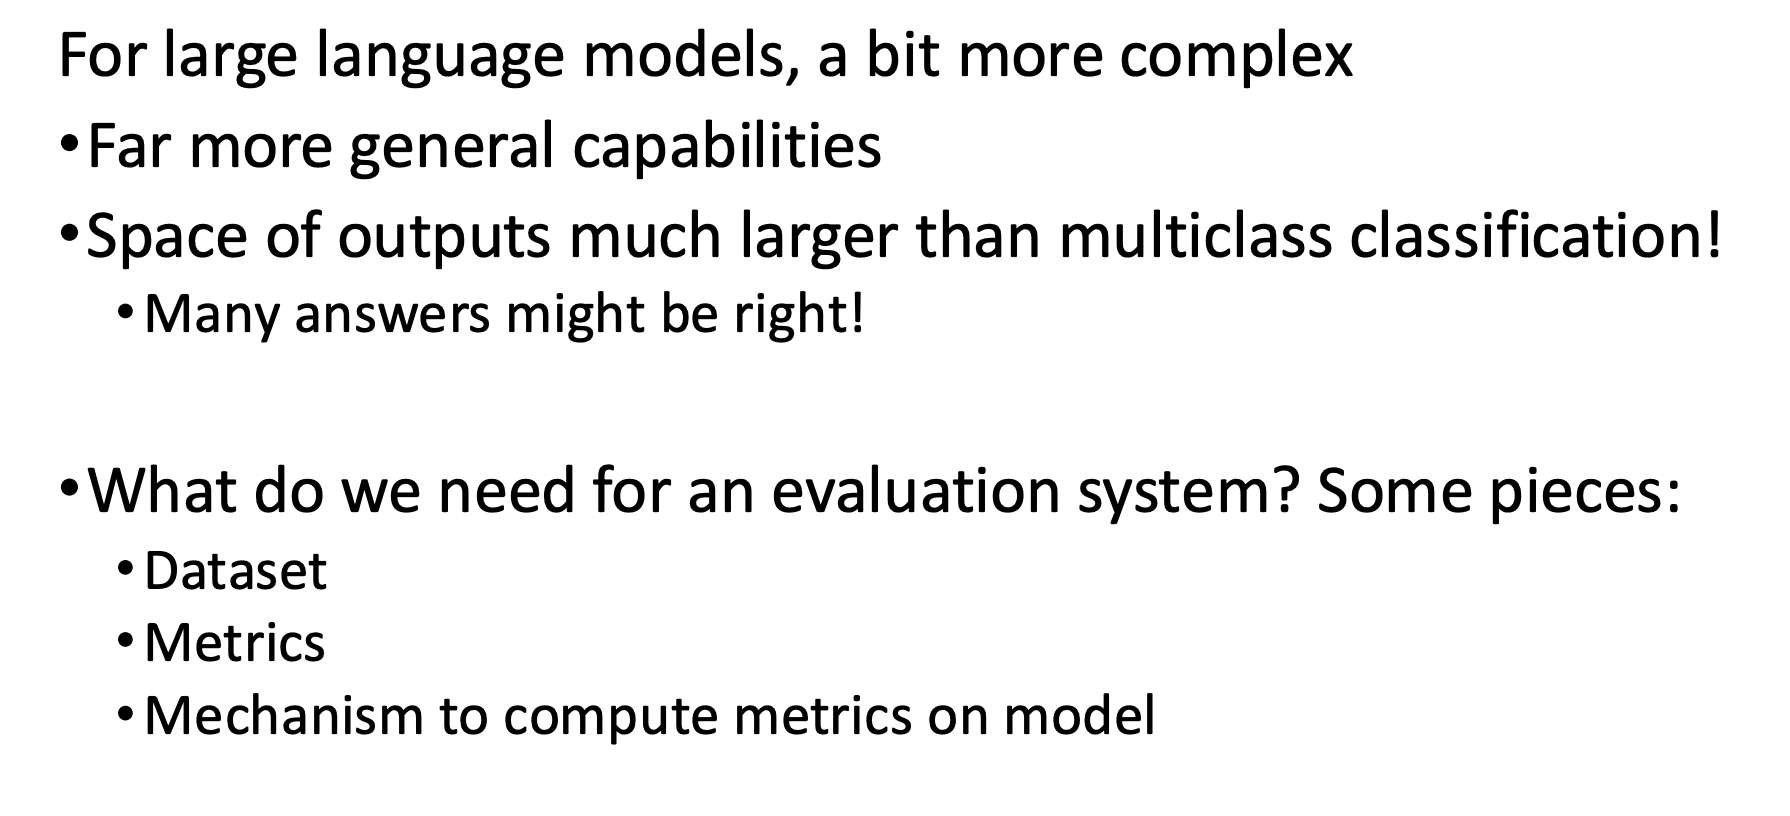 For large language models, a bit more complex
•Far more general capabilities
•Space of outputs much larger than multiclass classification!
•Many answers might be right!
•What do we need for an evaluation system? Some pieces:
•Dataset
•Metrics
•Mechanism to compute metrics on model